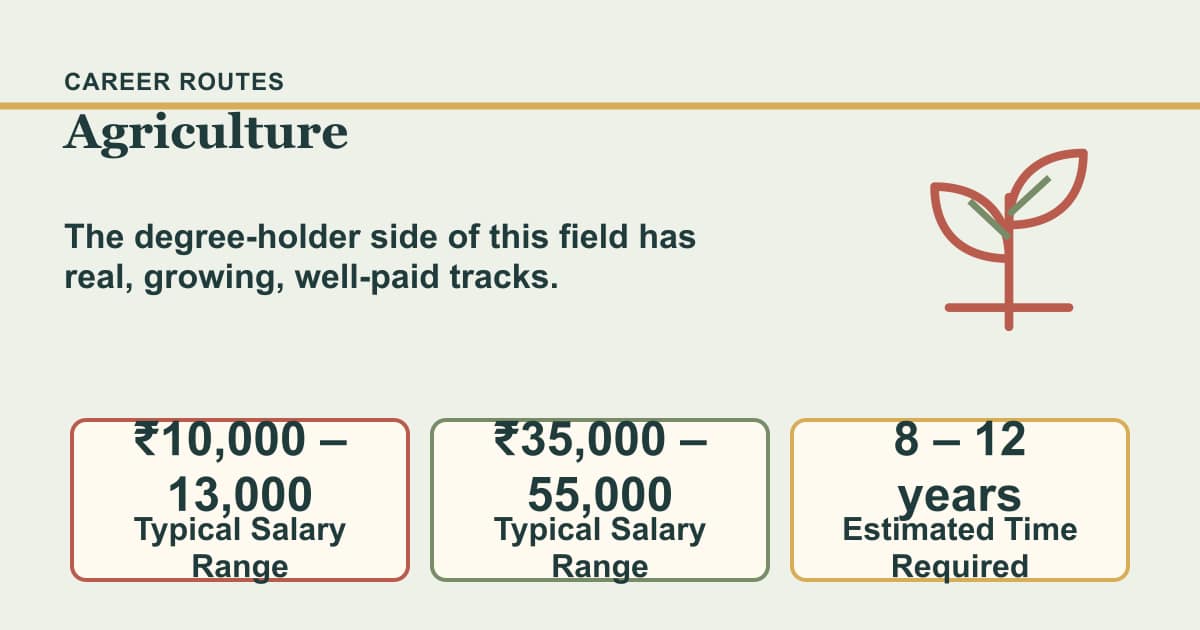 CAREER ROUTES
Agriculture
The degree-holder side of this field has
real, growing, well-paid tracks.
₹10,000 –
13,000
Typical Salary
Range
₹35,000 –
55,000
Typical Salary
Range
8 – 12
years
Estimated Time
Required